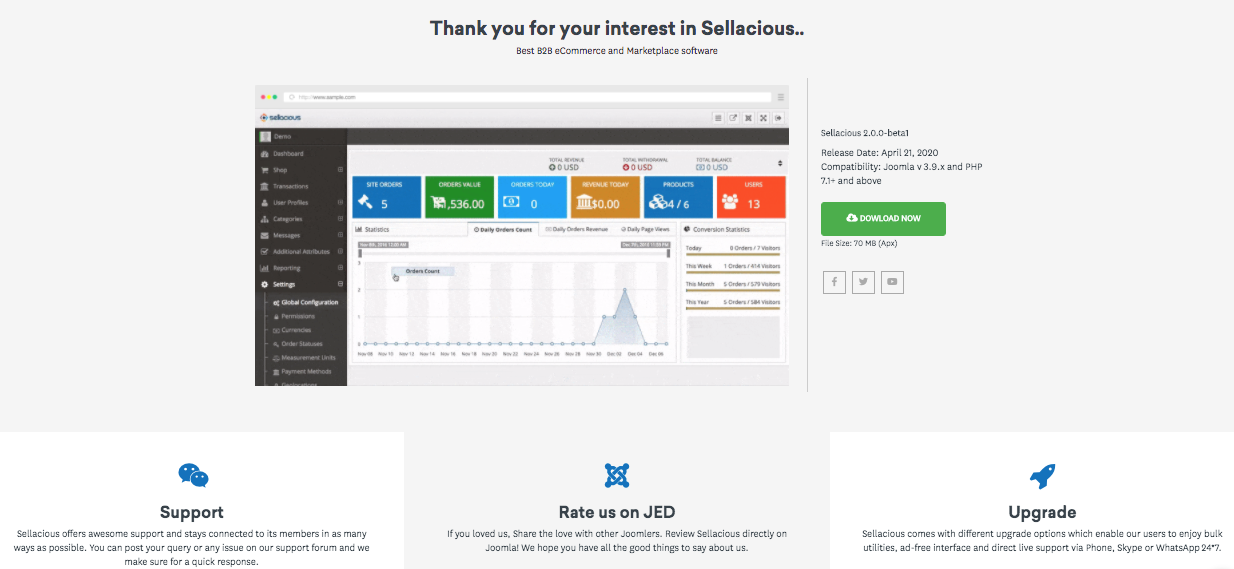 Thank you for your interest in Sellacious..
Best B2B eCommerce and Marketplace software
http://www.sample.com
sellacious
Demo
Dashboard
Shop
Transactions
User Profiles
Categories
Messages
Additional Attributes
Reporting
Settings
Global Configuration
Permissions
Currencies
Order Statuses
Measurement Units
Payment Methods
TOTAL REVENUE TOTAL WITHDRAWAL TOTAL BALANCE
0 USD 0 USD 0 USD
SITE ORDERS ORDERS VALUE ORDERS TODAY REVENUE TODAY PRODUCTS USERS
5 ,536.00 0 $0.00 4 / 6 13
Statistics Daily Orders Count Daily Orders Revenue Daily Page Views
Orders Count
3
2
1
0
Nov 08 Nov 10 Nov 12 Nov 14 Nov 16 Nov 18 Nov 20 Nov 22 Nov 24 Nov 26 Nov 28 Nov 30 Dec 02 Dec 04 Dec 06
Conversion Statistics
Today 0 Orders / 7 Visitors
This Week 1 Orders / 414 Visitors
This Month 5 Orders / 579 Visitors
This Year 5 Orders / 584 Visitors
Sellacious 2.0.0-beta1
Release Date: April 21, 2020
Compatibility: Joomla v 3.9.x and PHP
7.1+ and above
DOWLOAD NOW
File Size: 70 MB (Apx)
Support
Sellacious offers awesome support and stays connected to its members in as many
ways as possible. You can post your query or any issue on our support forum and we
make sure for a quick response.
Rate us on JED
If you loved us, Share the love with other Joomlers. Review Sellacious directly on
Joomla! We hope you have all the good things to say about us.
Upgrade
Sellacious comes with different upgrade options which enable our users to enjoy bulk
utilities, ad-free interface and direct live support via Phone, Skype or WhatsApp 24*7.